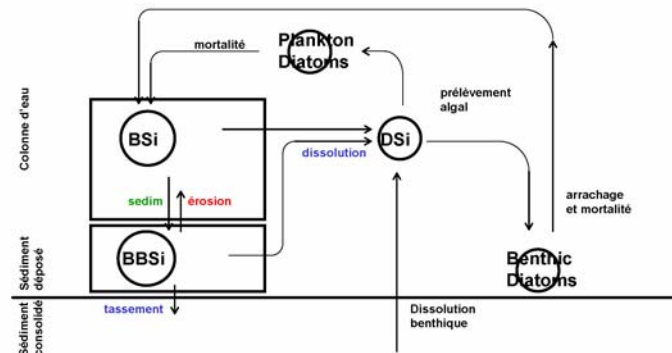 mortalité
Plankton
Diatoms
Colonne d'eau
prélèvement
algal
BSi
DSi
dissolution
sedim
érosion
arrachage
et mortalité
Sédiment
déposé
BBSi
Benthic
Diatoms
Sédiment
consolidé
tassement
Dissolution
benthique